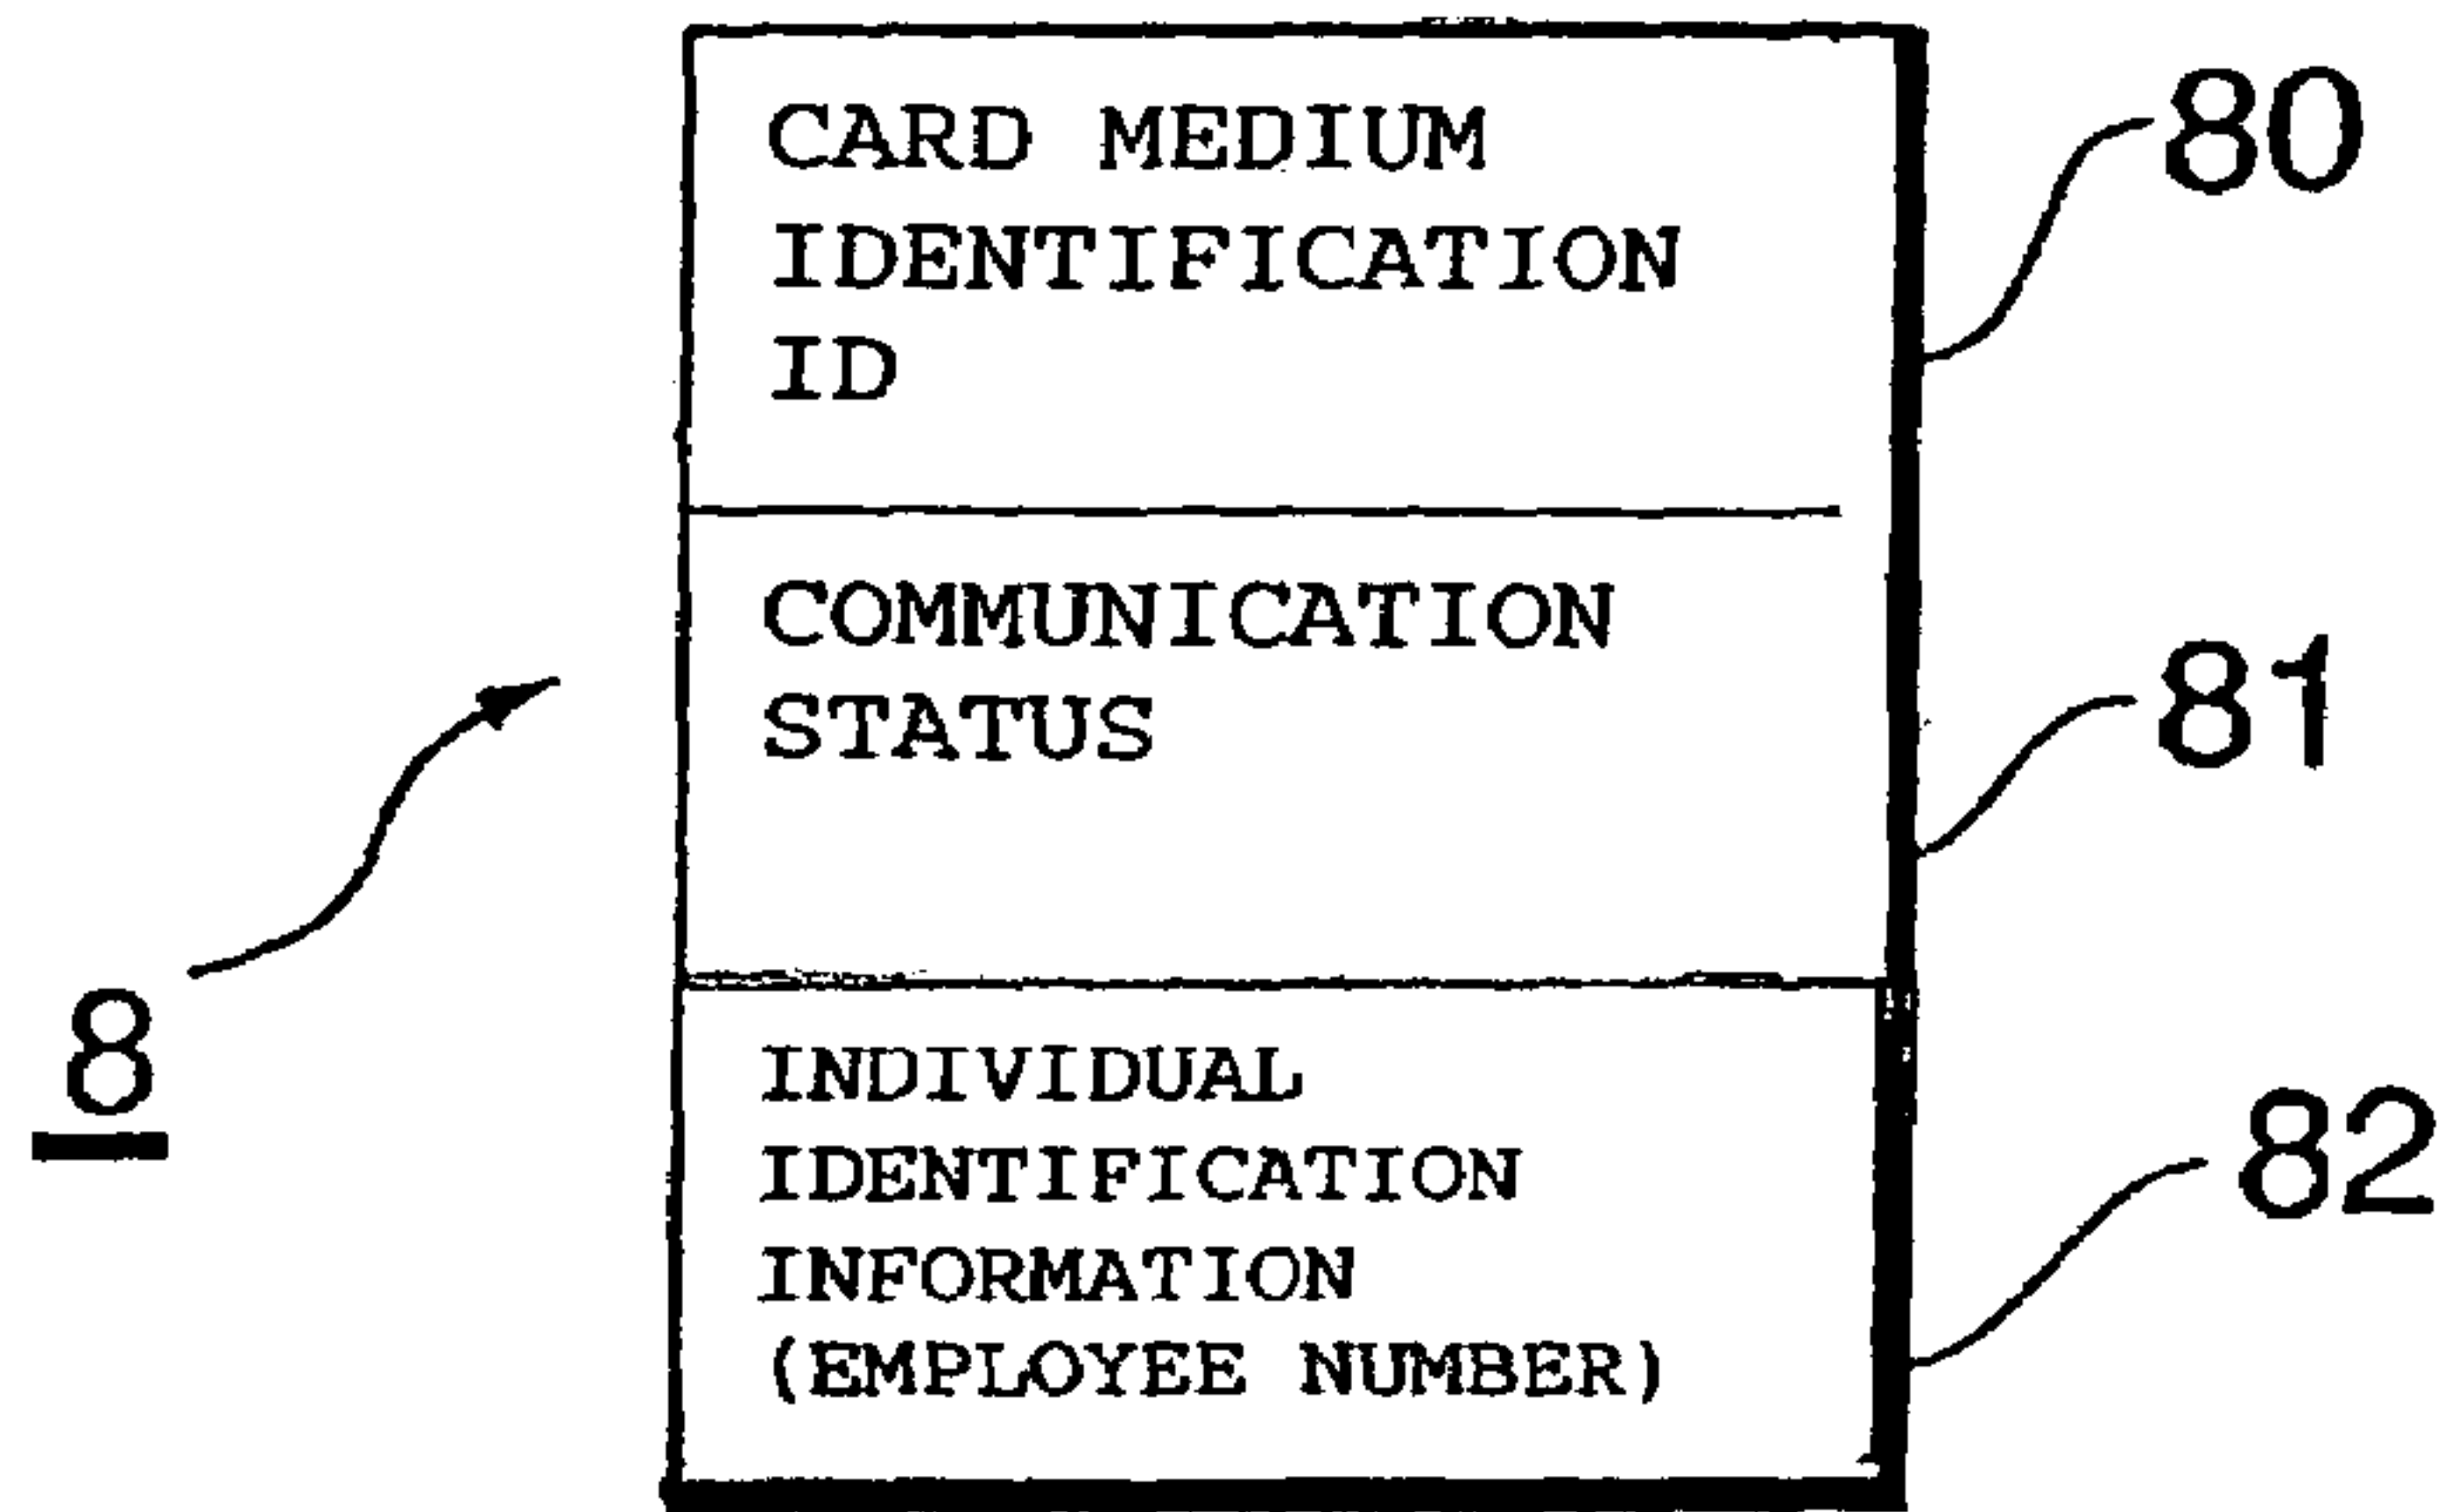 CARD MEDIUM
IDENTIFICATION
ID
80
COMMUNICATION
STATUS
81
8
INDIVIDUAL
IDENTIFICATION
INFORMATION
(EMPLOYEE NUMBER)
82